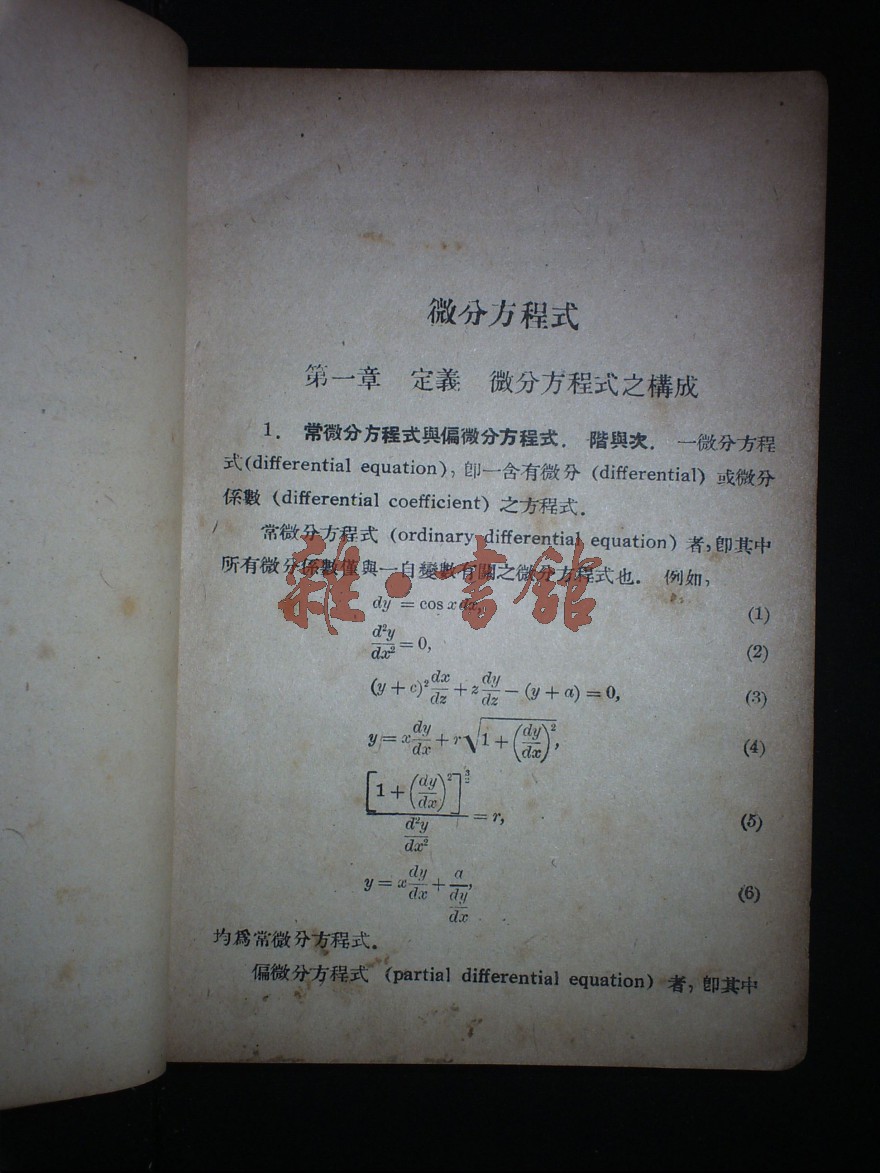 微分方程式
第一章 定義 微分方程式之構成
1. 常微分方程式與偏微分方程式. 階與次. 一微分方程
式(differential equation), 卽一含有微分 (differential) 或微分
係數 (differential coefficient) 之方程式.
常微分方程式 (ordinary differential equation) 者, 卽其中
所有微分係數僅與一自變數有關之微分方程式也. 例如,
雜·書館
dy = cos x dx, (1)
d²y/dx² = 0, (2)
(y + c)² dx/dz + z dy/dz − (y + a) = 0, (3)
y = x dy/dx + r√(1 + (dy/dx)²), (4)
[1 + (dy/dx)²]^(3/2) / (d²y/dx²) = r, (5)
y = x dy/dx + a/(dy/dx), (6)
均爲常微分方程式.
偏微分方程式 (partial differential equation) 者, 卽其中